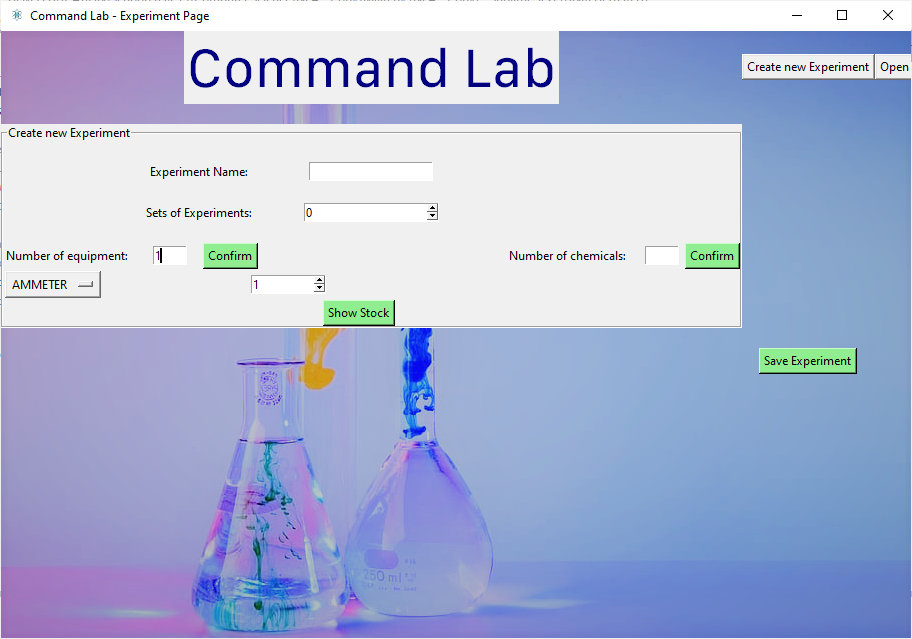 Command Lab - Experiment Page
Command Lab
Create new Experiment
Open
Create new Experiment
Experiment Name:
Sets of Experiments: 0
Number of equipment: 1 Confirm
Number of chemicals: Confirm
AMMETER 1
Show Stock
Save Experiment
250 ml